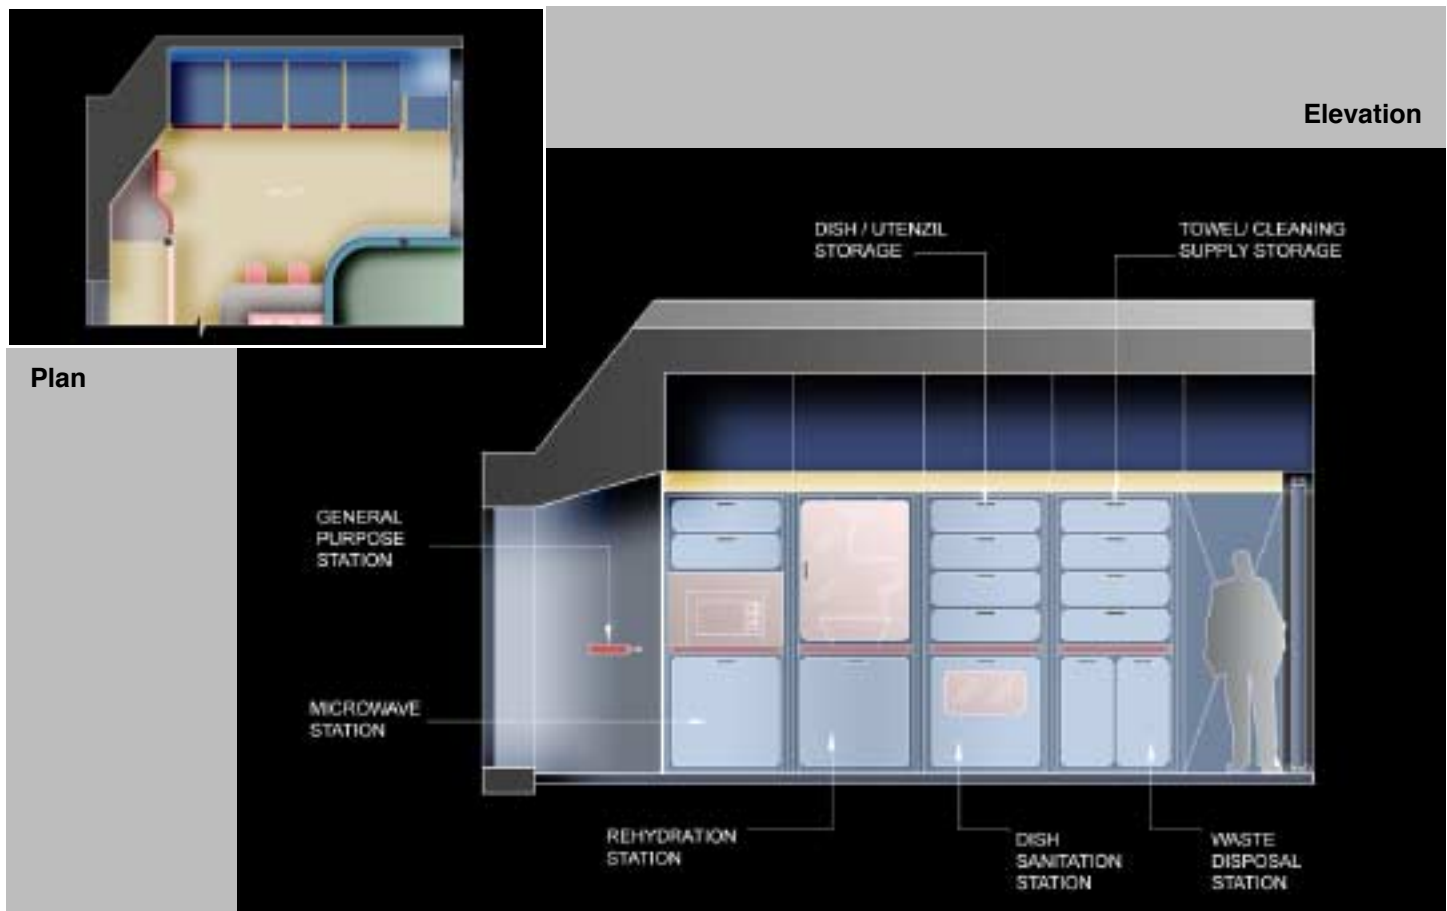 Elevation
Plan
DISH / UTENZIL
STORAGE
TOWEL/ CLEANING
SUPPLY STORAGE
GENERAL
PURPOSE
STATION
MICROWAVE
STATION
REHYDRATION
STATION
DISH
SANITATION
STATION
WASTE
DISPOSAL
STATION